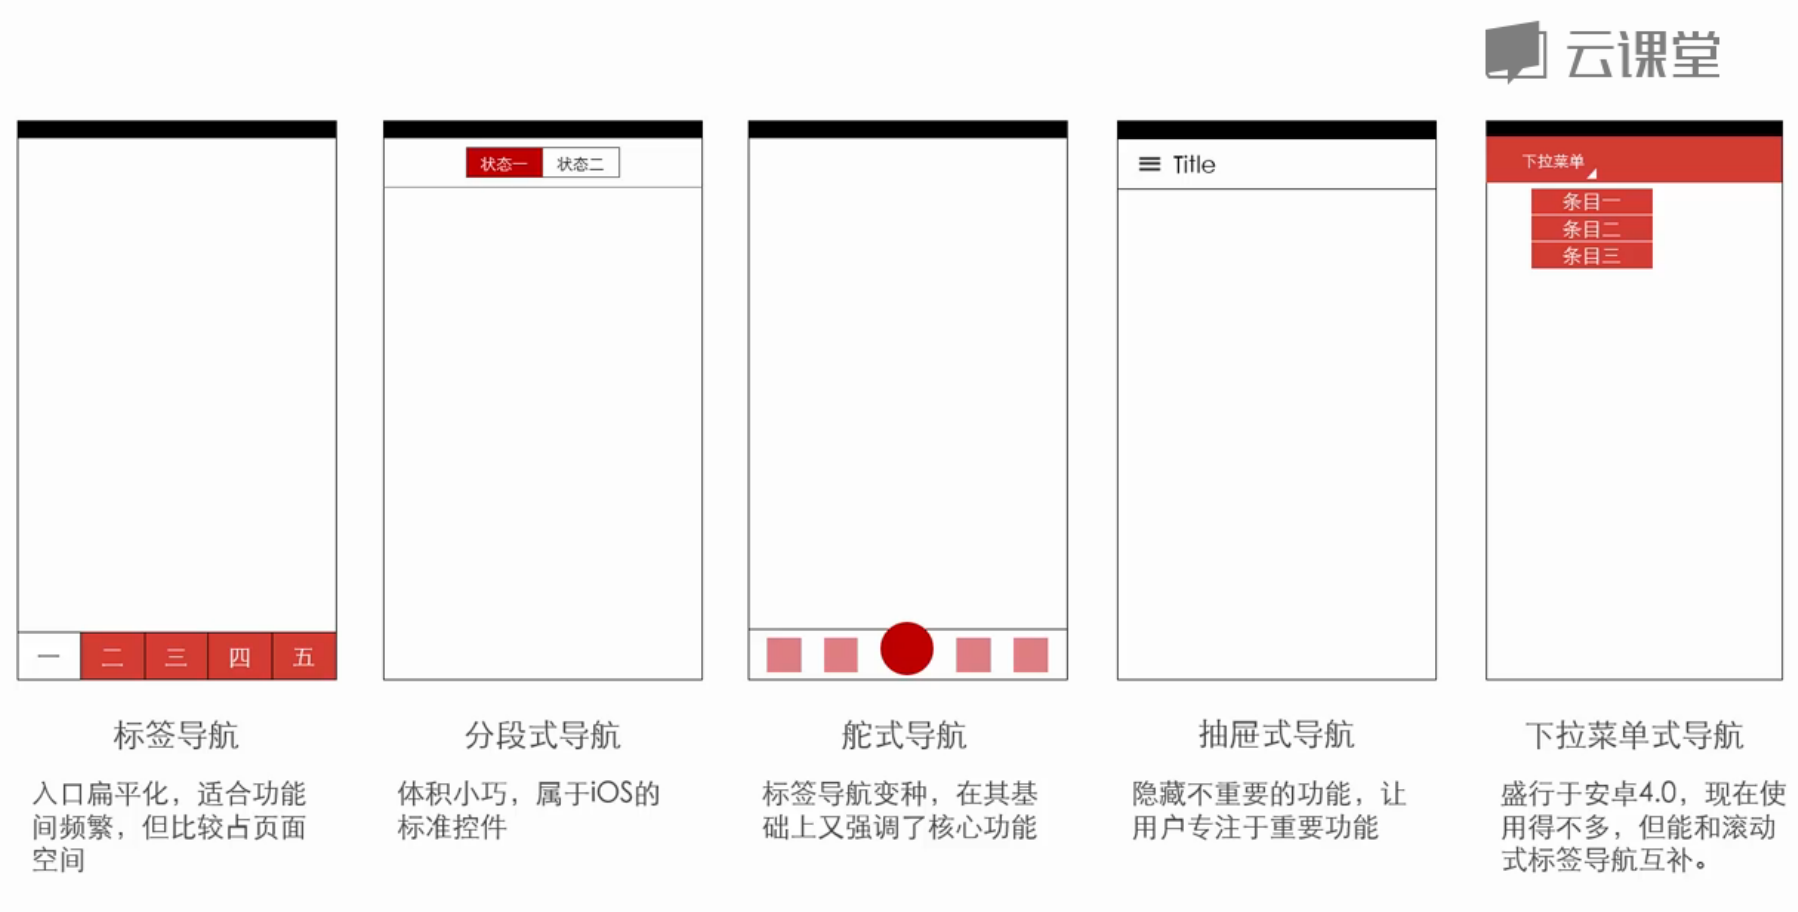 云课堂
一 二 三 四 五
标签导航
入口扁平化，适合功能
间频繁，但比较占页面
空间
状态一 状态二
分段式导航
体积小巧，属于iOS的
标准控件
舵式导航
标签导航变种，在其基
础上又强调了核心功能
Title
抽屉式导航
隐藏不重要的功能，让
用户专注于重要功能
下拉菜单
条目一
条目二
条目三
下拉菜单式导航
盛行于安卓4.0，现在使
用得不多，但能和滚动
式标签导航互补。